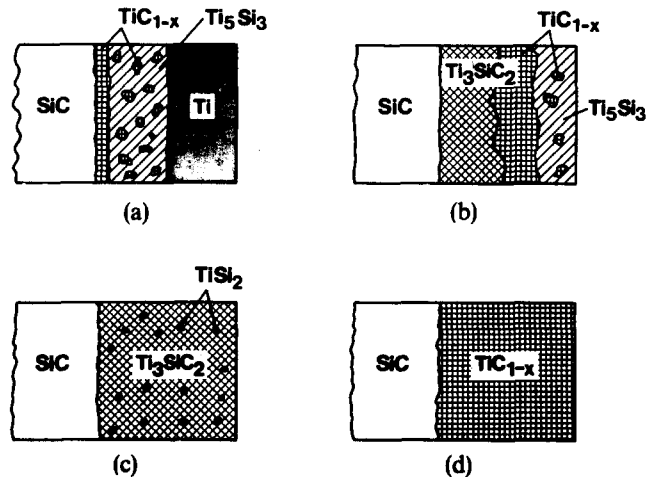 TiC₁₋ₓ Ti₅Si₃
SiC
Ti
(a)
TiC₁₋ₓ
Ti₃SiC₂
SiC
Ti₅Si₃
(b)
TiSi₂
SiC
Ti₃SiC₂
(c)
SiC
TiC₁₋ₓ
(d)